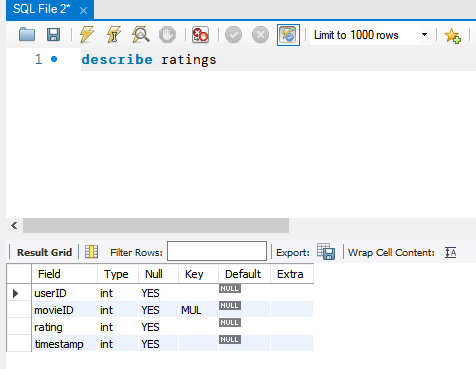 SQL File 2* ×
Limit to 1000 rows
1 describe ratings
Result Grid Filter Rows: Export: Wrap Cell Content: IA
Field Type Null Key Default Extra
userID int YES NULL
movieID int YES MUL NULL
rating int YES NULL
timestamp int YES NULL